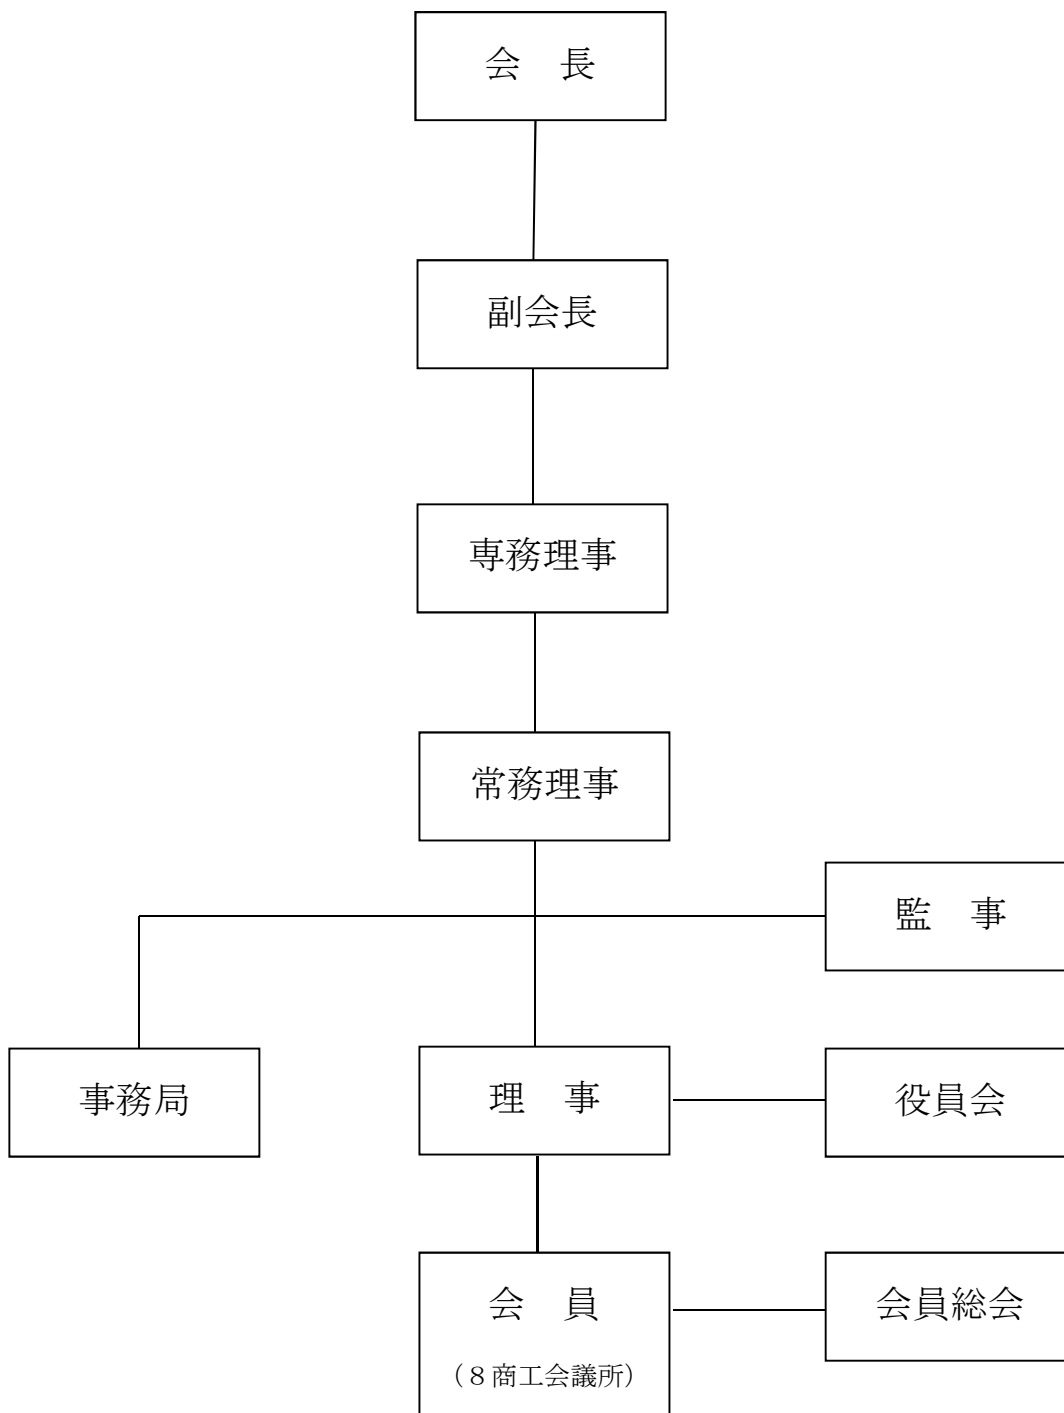 会　長
副会長
専務理事
常務理事
監　事
事務局
理　事
役員会
会　員
（８商工会議所）
会員総会